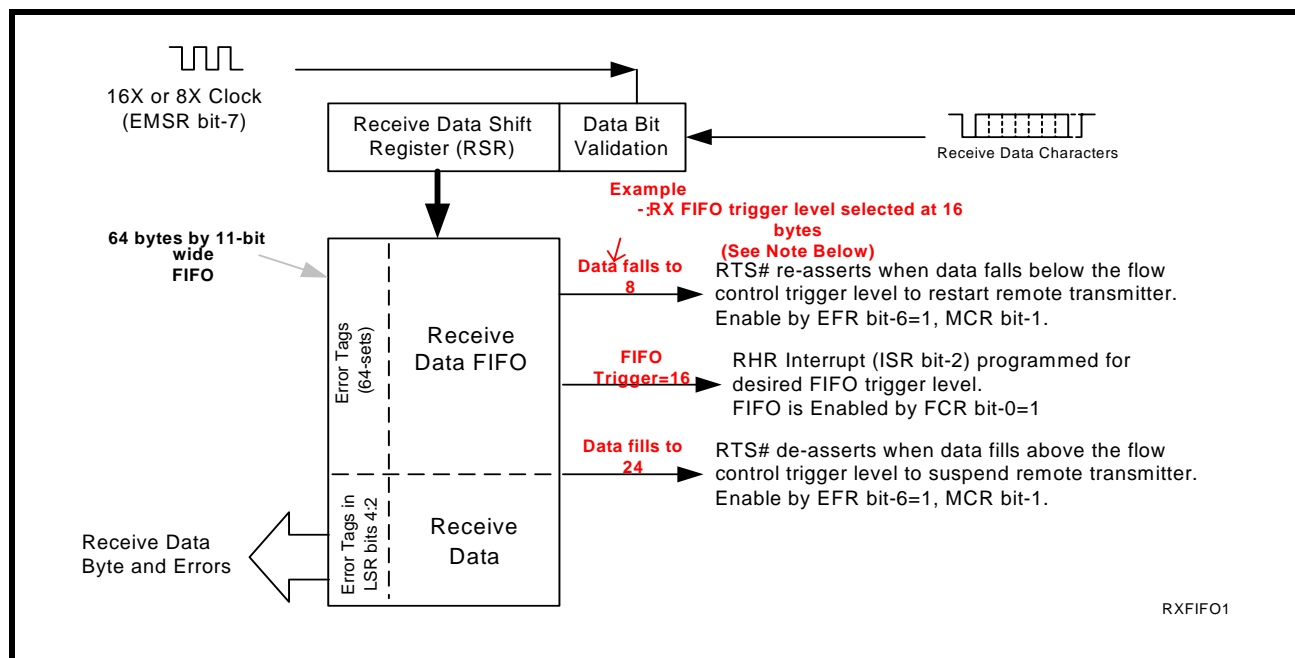 16X or 8X Clock
(EMSR bit-7)
Receive Data Shift
Register (RSR)
Data Bit
Validation
Receive Data Characters
Example
-:RX FIFO trigger level selected at 16
bytes
(See Note Below)
64 bytes by 11-bit
wide
FIFO
Data falls to
8
RTS# re-asserts when data falls below the flow
control trigger level to restart remote transmitter.
Enable by EFR bit-6=1, MCR bit-1.
Error Tags
(64-sets)
Receive
Data FIFO
FIFO
Trigger=16
RHR Interrupt (ISR bit-2) programmed for
desired FIFO trigger level.
FIFO is Enabled by FCR bit-0=1
Data fills to
24
RTS# de-asserts when data fills above the flow
control trigger level to suspend remote transmitter.
Enable by EFR bit-6=1, MCR bit-1.
Receive Data
Byte and Errors
Error Tags in
LSR bits 4:2
Receive
Data
RXFIFO1